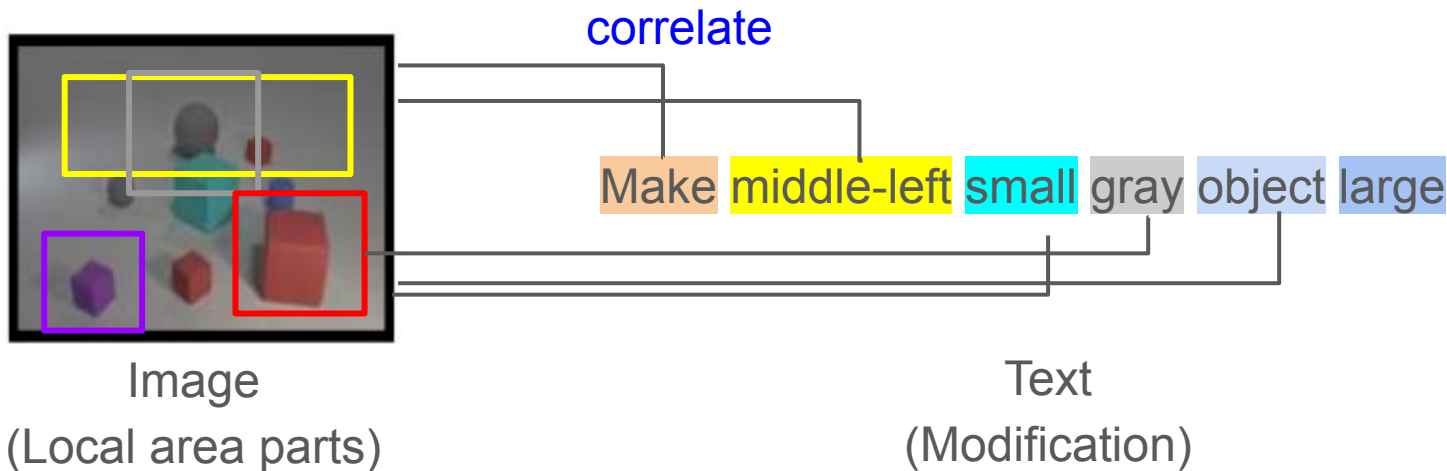 correlate
Make middle-left small gray object large
Image
(Local area parts)
Text
(Modification)